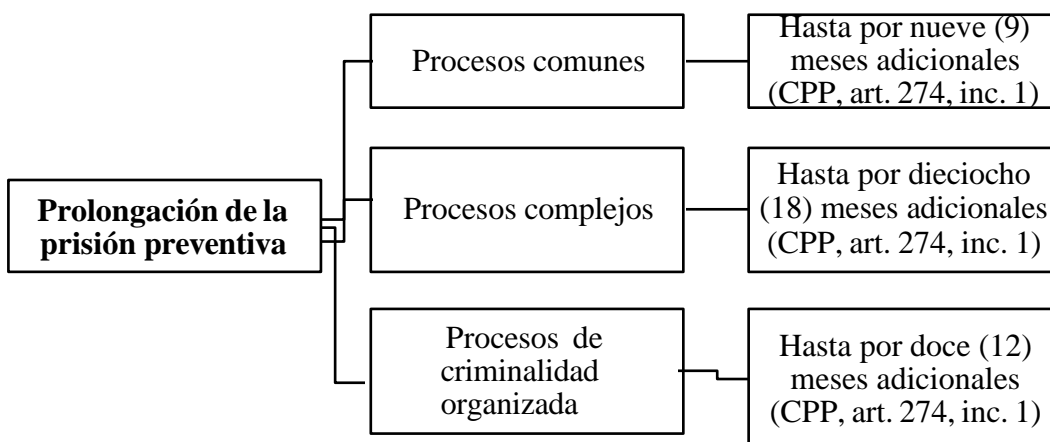 Prolongación de la
prisión preventiva
Procesos comunes
Hasta por nueve (9)
meses adicionales
(CPP, art. 274, inc. 1)
Procesos complejos
Hasta por dieciocho
(18) meses adicionales
(CPP, art. 274, inc. 1)
Procesos de
criminalidad
organizada
Hasta por doce (12)
meses adicionales
(CPP, art. 274, inc. 1)